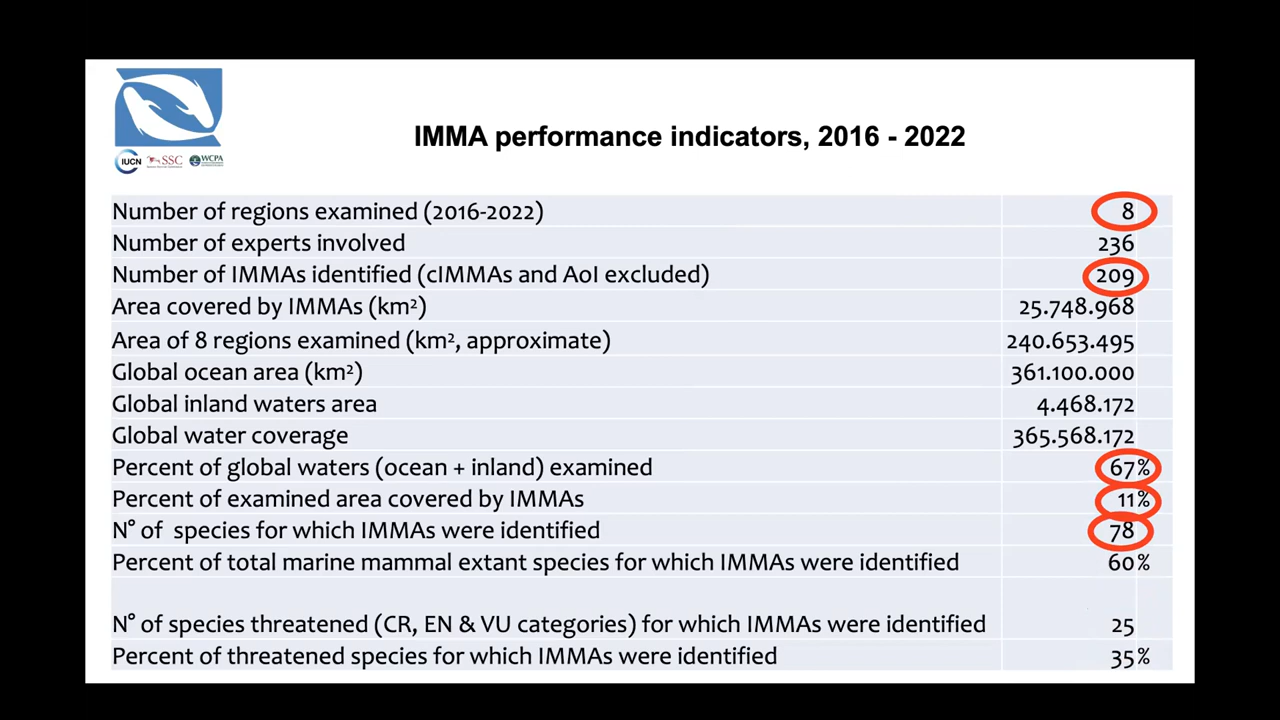 IUCN SSC WCPA
IMMA performance indicators, 2016 - 2022
Number of regions examined (2016-2022) 8
Number of experts involved 236
Number of IMMAs identified (cIMMAs and AoI excluded) 209
Area covered by IMMAs (km²) 25.748.968
Area of 8 regions examined (km², approximate) 240.653.495
Global ocean area (km²) 361.100.000
Global inland waters area 4.468.172
Global water coverage 365.568.172
Percent of global waters (ocean + inland) examined 67%
Percent of examined area covered by IMMAs 11%
N° of species for which IMMAs were identified 78
Percent of total marine mammal extant species for which IMMAs were identified 60%
N° of species threatened (CR, EN & VU categories) for which IMMAs were identified 25
Percent of threatened species for which IMMAs were identified 35%